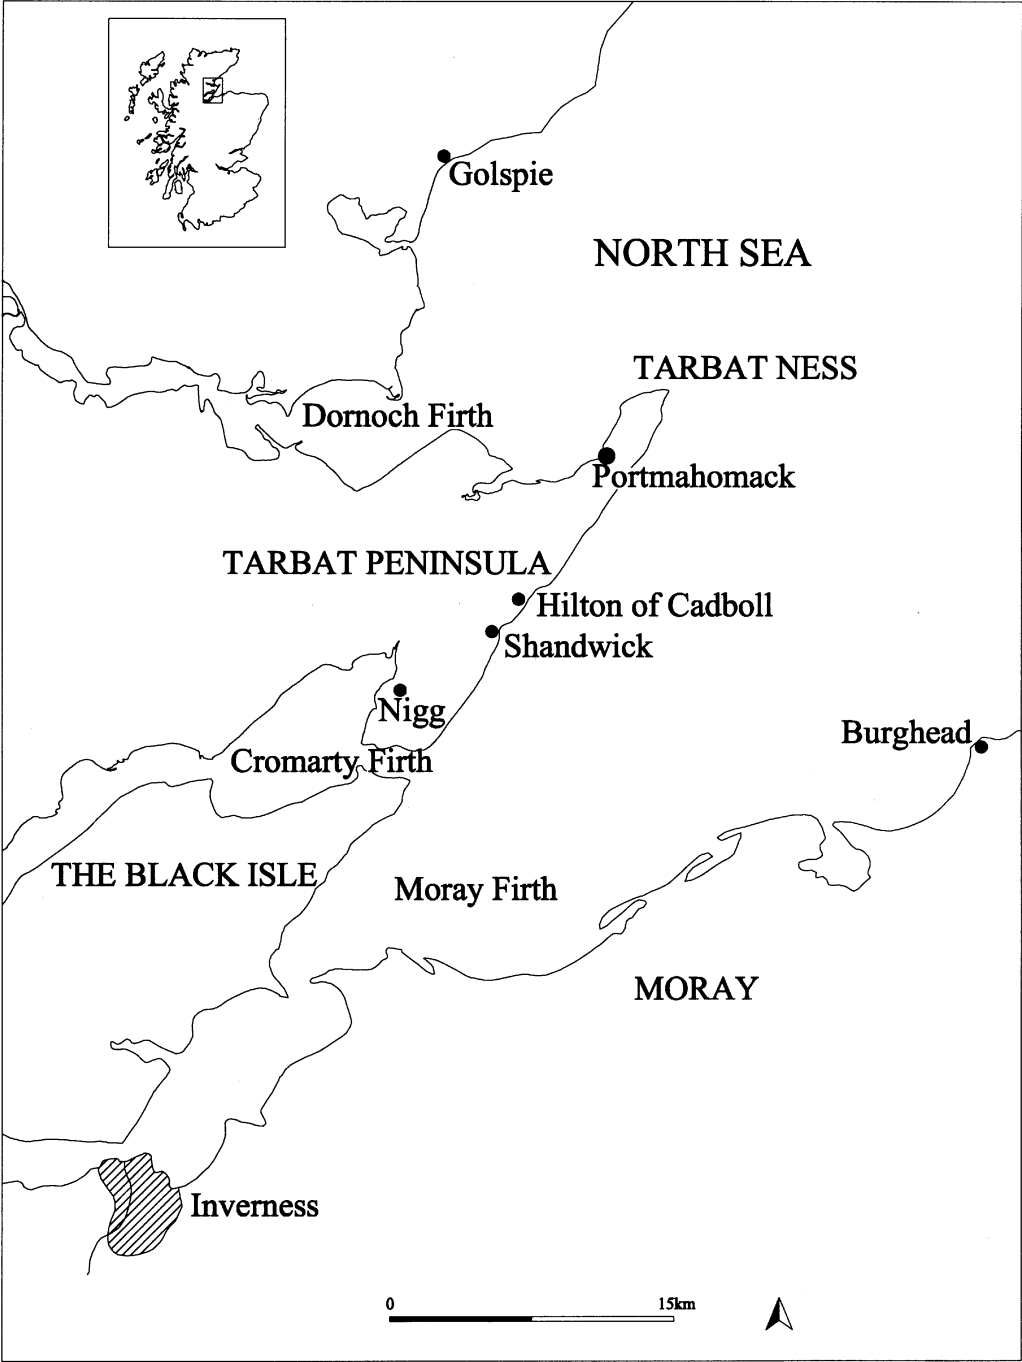 Golspie
NORTH SEA
TARBAT NESS
Dornoch Firth
Portmahomack
TARBAT PENINSULA
Hilton of Cadboll
Shandwick
Nigg
Burghead
Cromarty Firth
THE BLACK ISLE
Moray Firth
MORAY
Inverness
0 15km